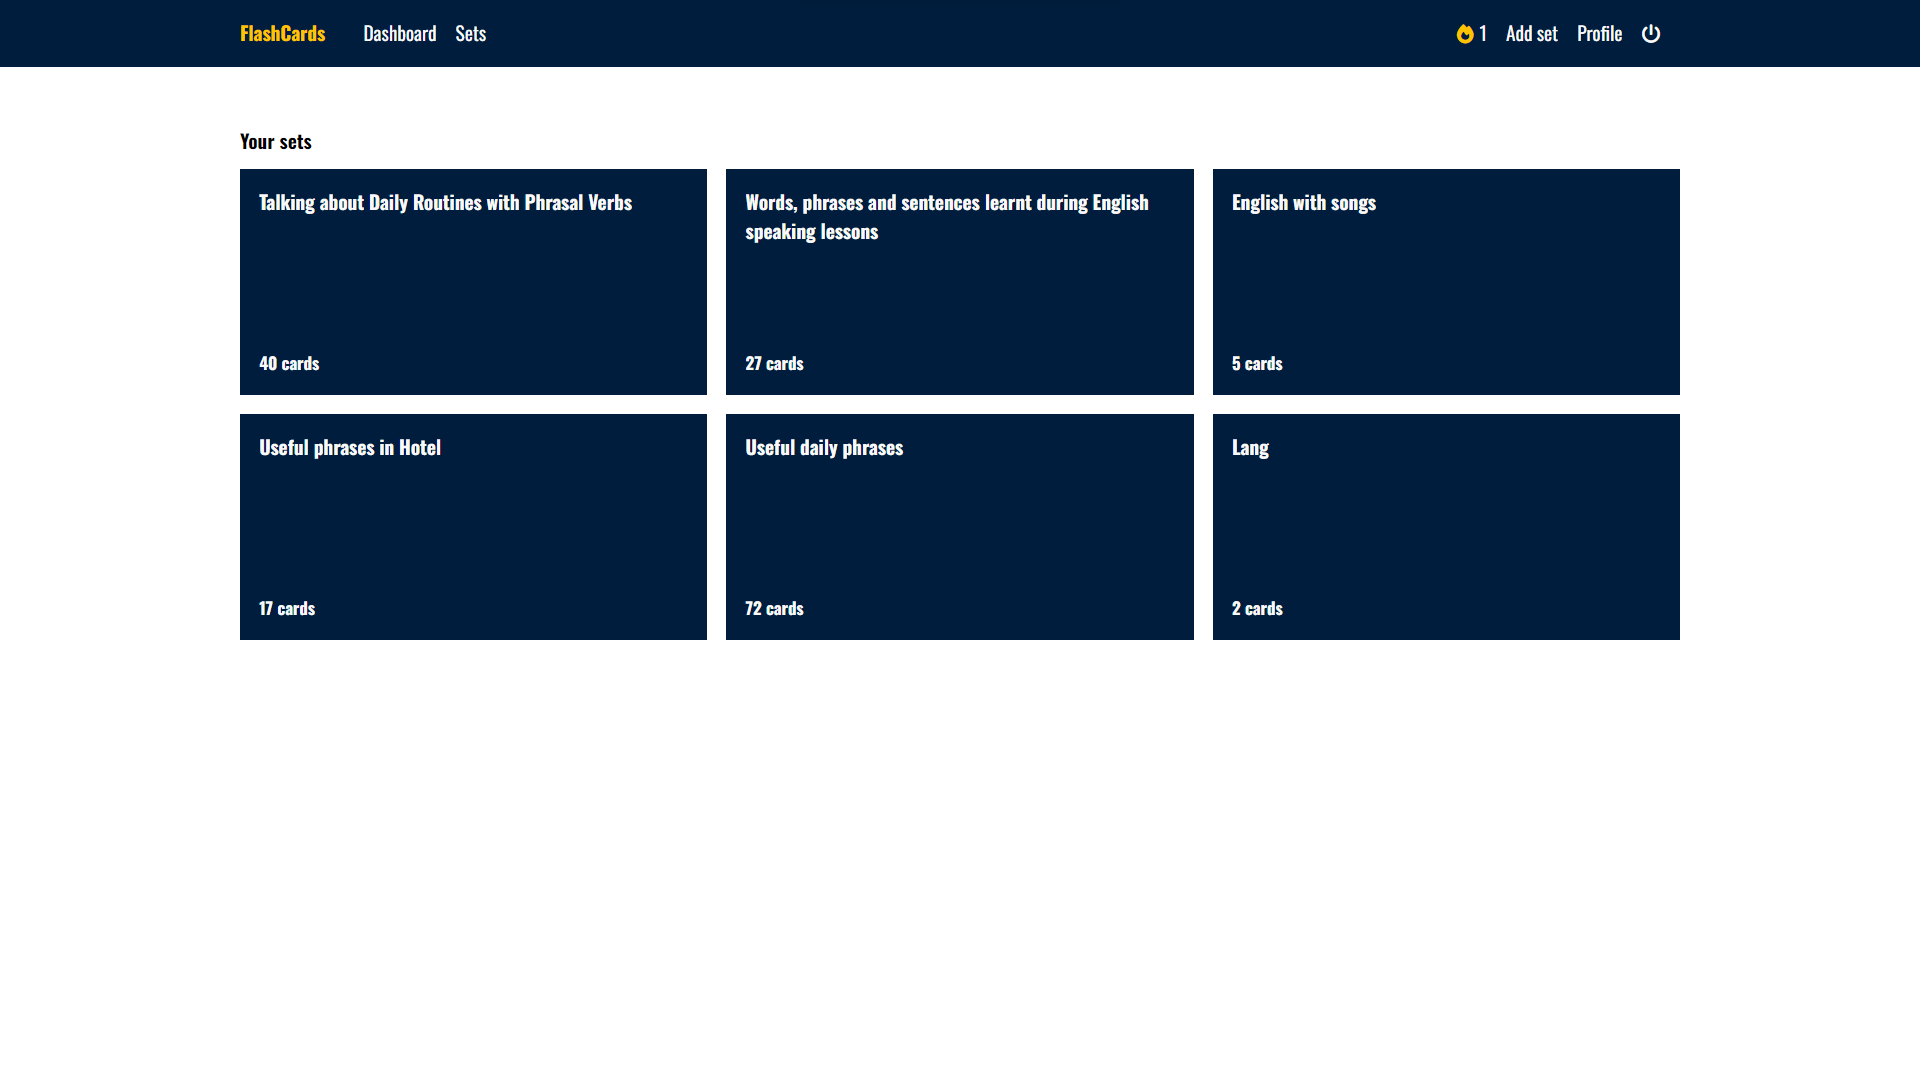 FlashCards
Dashboard
Sets
1
Add set
Profile
Your sets
Talking about Daily Routines with Phrasal Verbs
40 cards
Words, phrases and sentences learnt during English
speaking lessons
27 cards
English with songs
5 cards
Useful phrases in Hotel
17 cards
Useful daily phrases
72 cards
Lang
2 cards